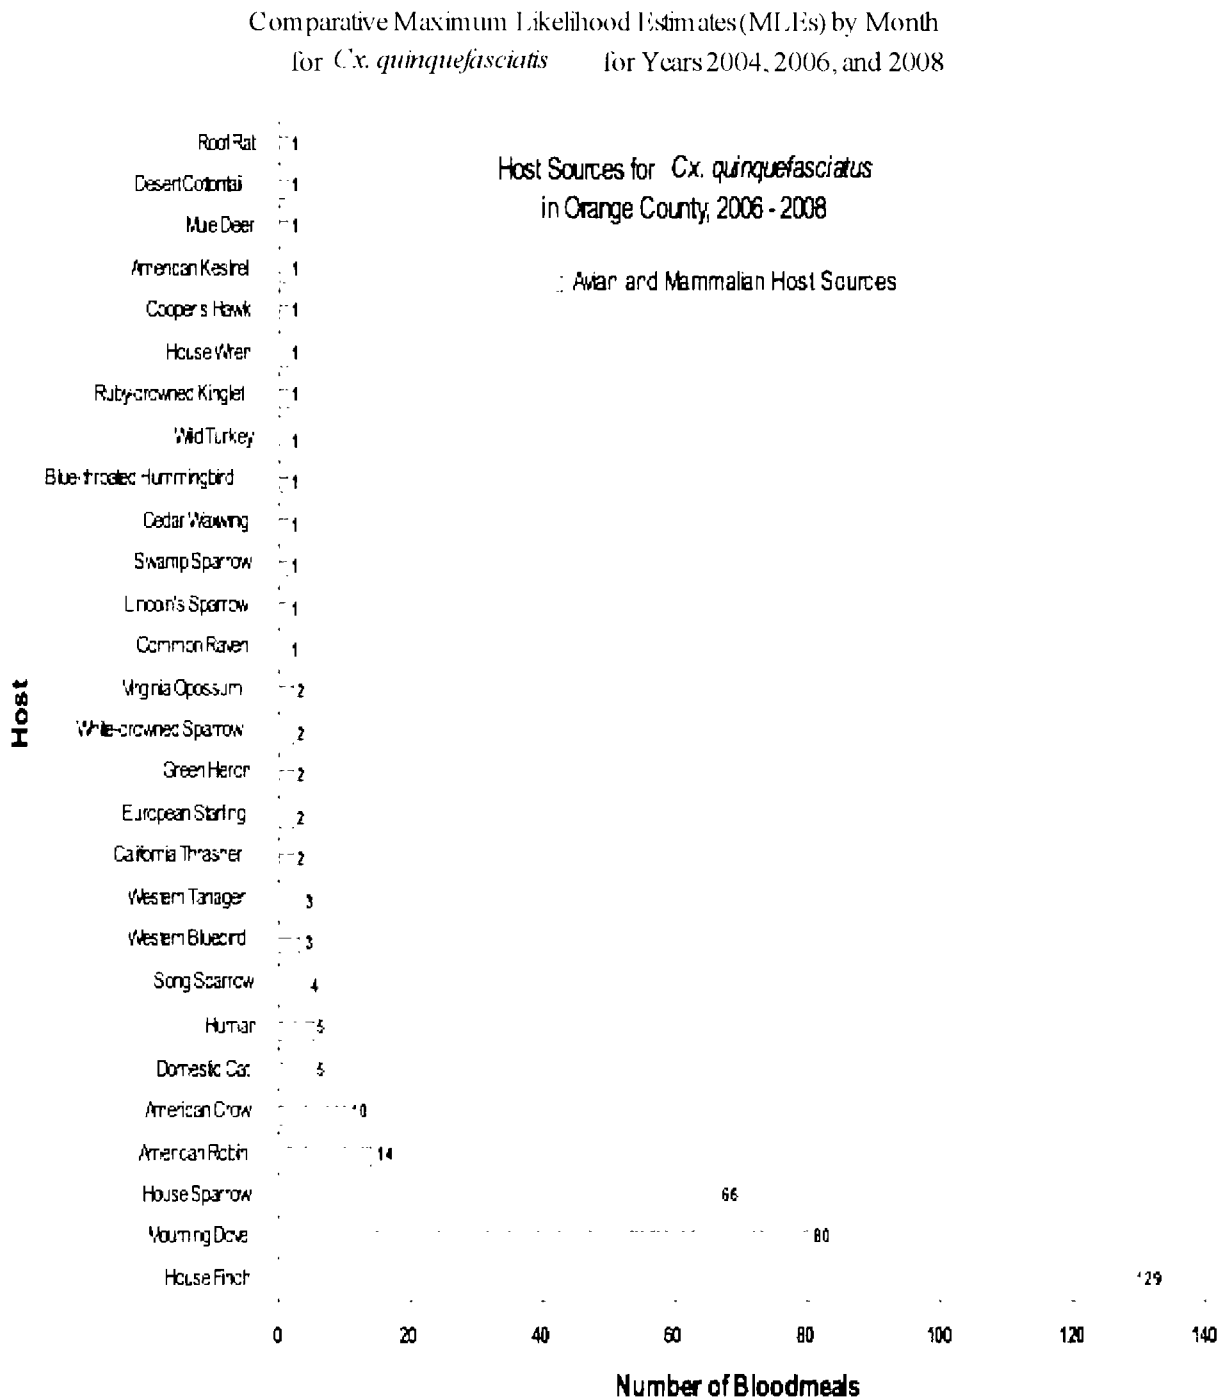 Comparative Maximum Likelihood Estimates (MLEs) by Month
for Cx. quinquefasciatis for Years 2004, 2006, and 2008
Host Sources for Cx. quinquefasciatus
in Orange County, 2006 - 2008
Avian and Mammalian Host Sources
Host
Roof Rat 1
Desert Cottontail 1
Mule Deer 1
American Kestrel 1
Cooper's Hawk 1
House Wren 1
Ruby-crowned Kinglet 1
Wild Turkey 1
Blue-throated Hummingbird 1
Cedar Waxwing 1
Swamp Sparrow 1
Lincoln's Sparrow 1
Common Raven 1
Virginia Opossum 2
White-crowned Sparrow 2
Green Heron 2
European Starling 2
California Thrasher 2
Western Tanager 3
Western Bluebird 3
Song Sparrow 4
Human 5
Domestic Cat 5
American Crow 10
American Robin 14
House Sparrow 66
Mourning Dove 80
House Finch 129
0 20 40 60 80 100 120 140
Number of Bloodmeals